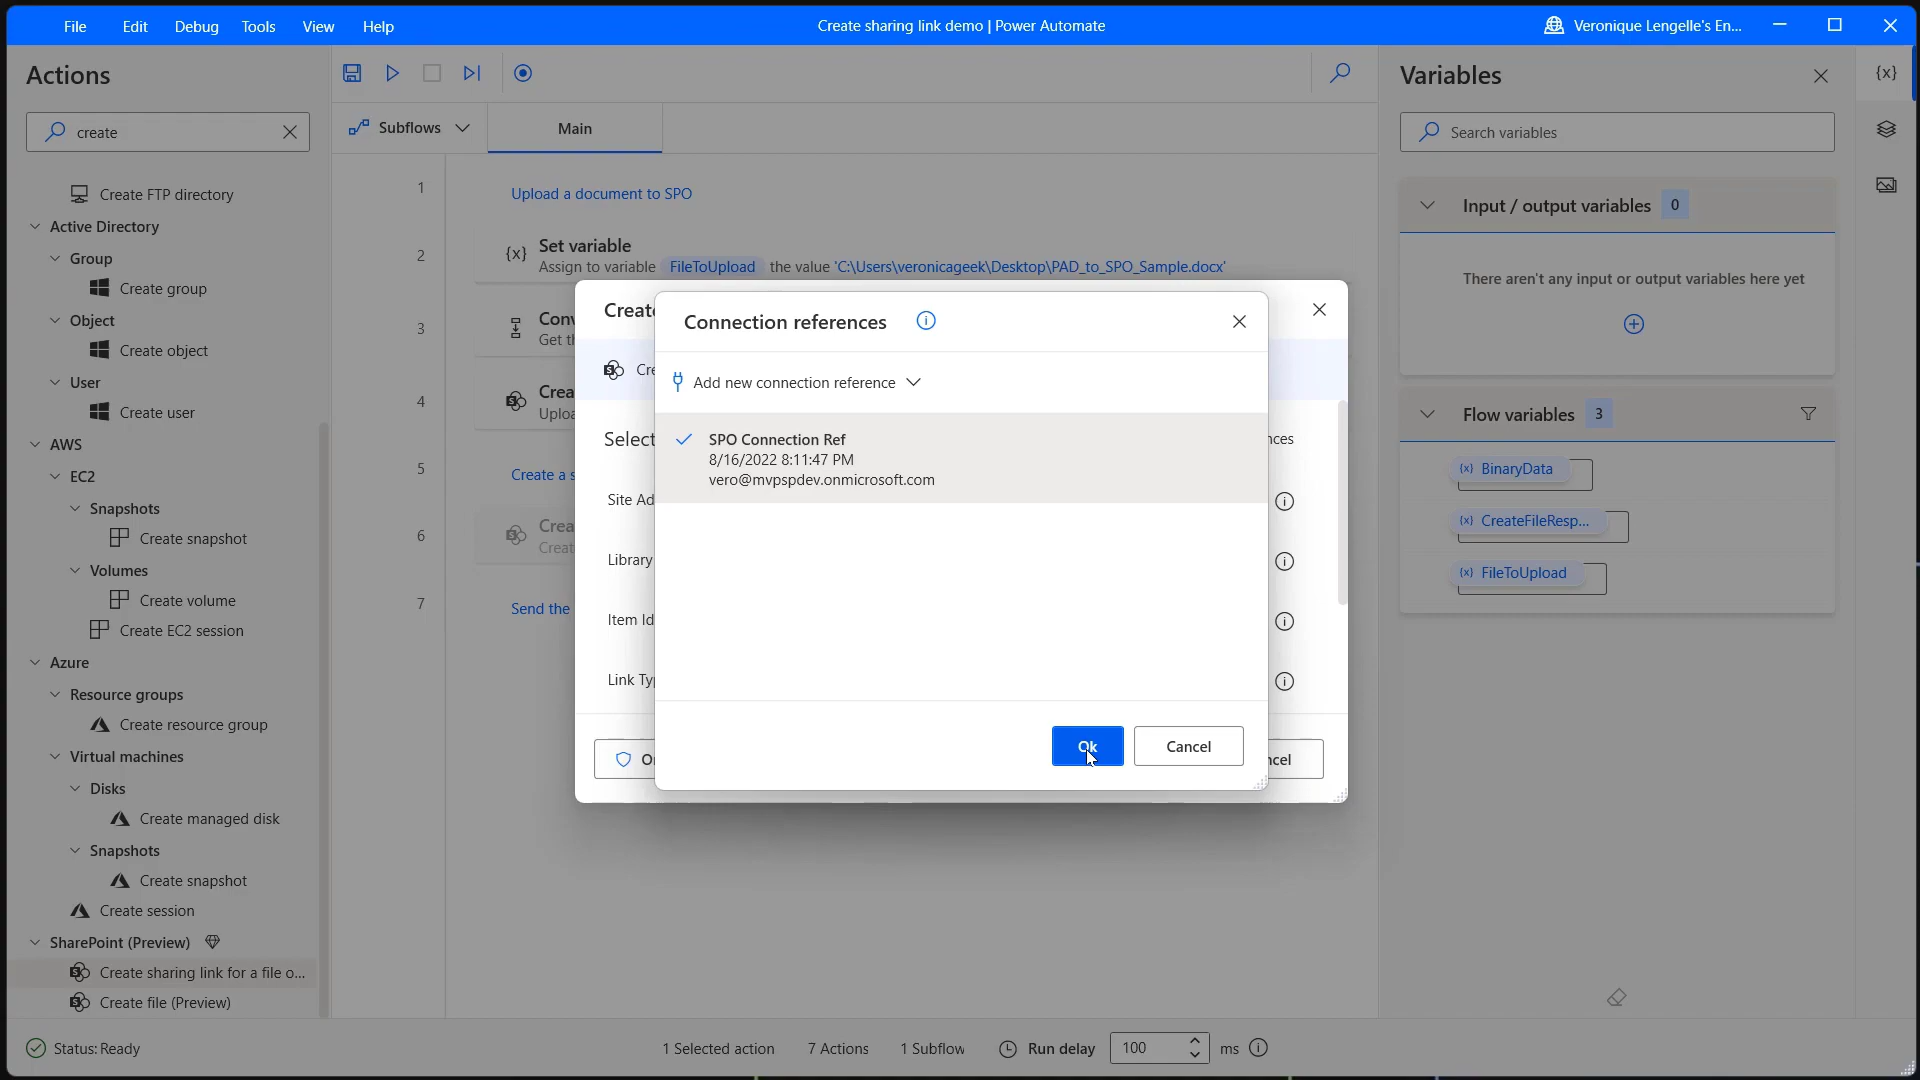 File Edit Debug Tools View Help
Create sharing link demo | Power Automate
Veronique Lengelle's En...
Actions
create
Create FTP directory
Active Directory
Group
Create group
Object
Create object
User
Create user
AWS
EC2
Snapshots
Create snapshot
Volumes
Create volume
Create EC2 session
Azure
Resource groups
Create resource group
Virtual machines
Disks
Create managed disk
Snapshots
Create snapshot
Create session
SharePoint (Preview)
Create sharing link for a file o...
Create file (Preview)
Subflows
Main
1
Upload a document to SPO
2
{x}
Set variable
Assign to variable FileToUpload the value 'C:\Users\veronicageek\Desktop\PAD_to_SPO_Sample.docx'
3
Conv
Get th
4
Crea
Uploa
5
Create a s
6
Crea
Creat
7
Send the
Create
Cre
Select
nces
Site Ad
Library
Item Id
Link Ty
O
ncel
Connection references
Add new connection reference
SPO Connection Ref
8/16/2022 8:11:47 PM
vero@mvpspdev.onmicrosoft.com
Ok
Cancel
Variables
{x}
Search variables
Input / output variables 0
There aren't any input or output variables here yet
Flow variables 3
{x} BinaryData
{x} CreateFileResp...
{x} FileToUpload
Status: Ready
1 Selected action
7 Actions
1 Subflow
Run delay 100 ms